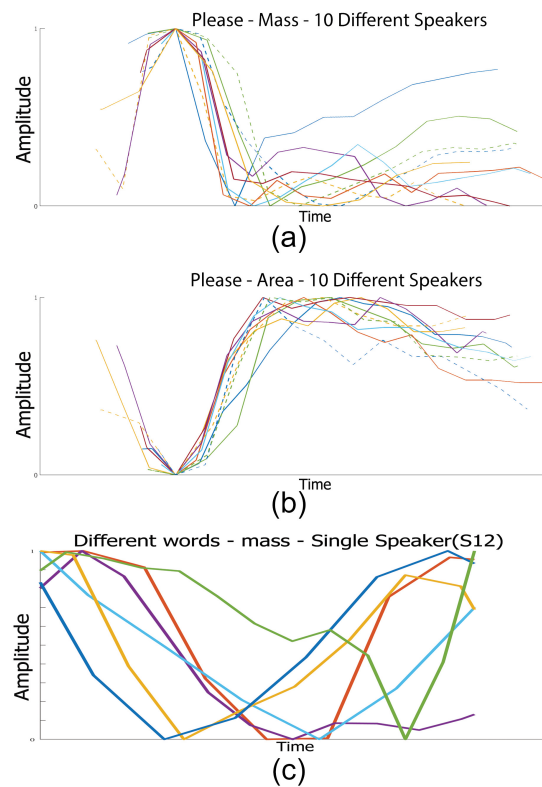 Please - Mass - 10 Different Speakers
1
Amplitude
0
Time
(a)
Please - Area - 10 Different Speakers
1
Amplitude
0
Time
(b)
Different words - mass - Single Speaker(S12)
1
Amplitude
0
Time
(c)